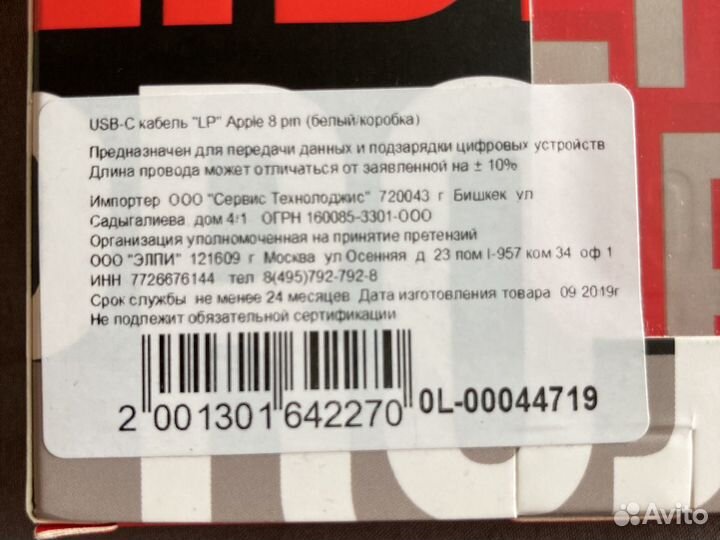 USB-C кабель "LP" Apple 8 pin (белый/коробка)
Предназначен для передачи данных и подзарядки цифровых устройств
Длина провода может отличаться от заявленной на ± 10%
Импортер ООО "Сервис Технолоджис" 720043 г Бишкек ул
Садыгалиева, дом 4/1 ОГРН 160085-3301-ООО
Организация уполномоченная на принятие претензий
ООО "ЭЛПИ" 121609 г Москва ул Осенняя д 23 пом I-957 ком 34 оф 1
ИНН 7726676144 тел 8(495)792-792-8
Срок службы не менее 24 месяцев Дата изготовления товара 09 2019г
Не подлежит обязательной сертификации
2 001301 642270
0L-00044719
Avito